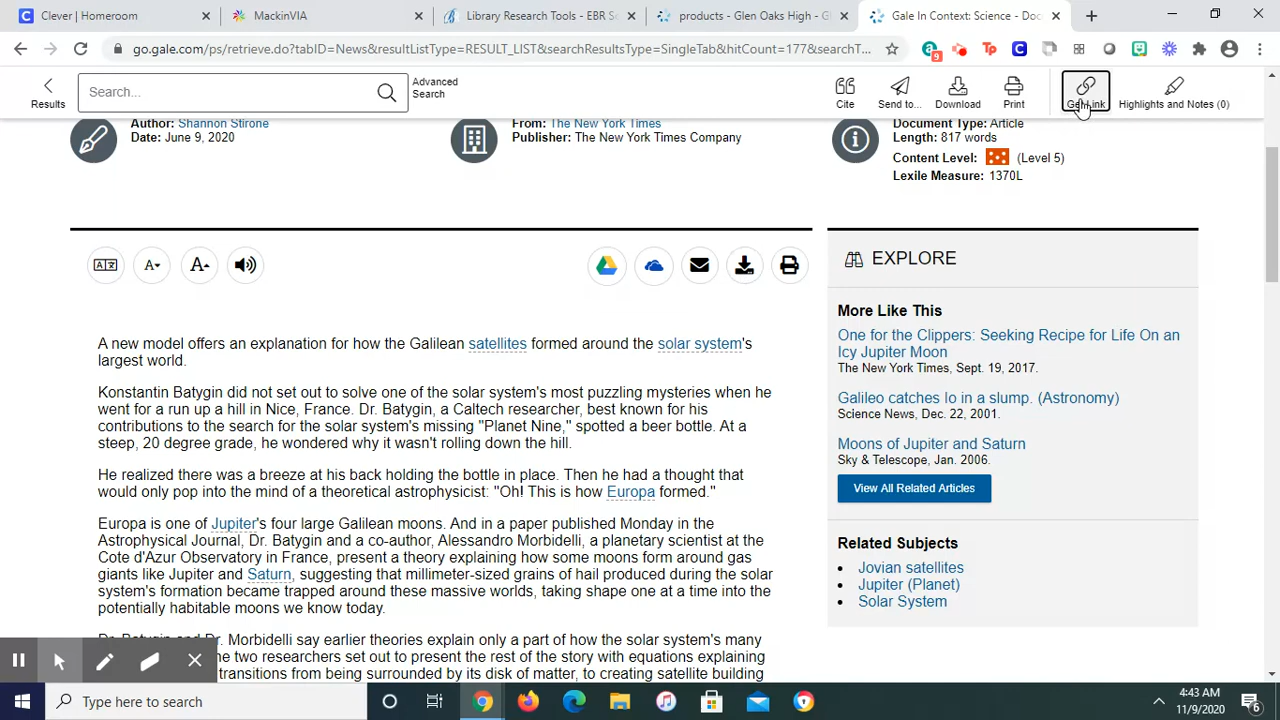 Clever | Homeroom
MackinVIA
Library Research Tools - EBR S
products - Glen Oaks High - Gl
Gale In Context: Science - Doc
go.gale.com/ps/retrieve.do?tabID=News&resultListType=RESULT_LIST&searchResultsType=SingleTab&hitCount=177&searchT...
9
Results
Search...
Advanced
Search
Cite
Send to...
Download
Print
Get Link
Highlights and Notes (0)
Author: Shannon Stirone
Date: June 9, 2020
From: The New York Times
Publisher: The New York Times Company
Document Type: Article
Length: 817 words
Content Level: (Level 5)
Lexile Measure: 1370L
A new model offers an explanation for how the Galilean satellites formed around the solar system's
largest world.
Konstantin Batygin did not set out to solve one of the solar system's most puzzling mysteries when he
went for a run up a hill in Nice, France. Dr. Batygin, a Caltech researcher, best known for his
contributions to the search for the solar system's missing "Planet Nine," spotted a beer bottle. At a
steep, 20 degree grade, he wondered why it wasn't rolling down the hill.
He realized there was a breeze at his back holding the bottle in place. Then he had a thought that
would only pop into the mind of a theoretical astrophysicist: "Oh! This is how Europa formed."
Europa is one of Jupiter's four large Galilean moons. And in a paper published Monday in the
Astrophysical Journal, Dr. Batygin and a co-author, Alessandro Morbidelli, a planetary scientist at the
Cote d'Azur Observatory in France, present a theory explaining how some moons form around gas
giants like Jupiter and Saturn, suggesting that millimeter-sized grains of hail produced during the solar
system's formation became trapped around these massive worlds, taking shape one at a time into the
potentially habitable moons we know today.
Dr. Batygin and Dr. Morbidelli say earlier theories explain only a part of how the solar system's many
he two researchers set out to present the rest of the story with equations explaining
transitions from being surrounded by its disk of matter, to creating satellite building
EXPLORE
More Like This
One for the Clippers: Seeking Recipe for Life On an
Icy Jupiter Moon
The New York Times, Sept. 19, 2017.
Galileo catches Io in a slump. (Astronomy)
Science News, Dec. 22, 2001.
Moons of Jupiter and Saturn
Sky & Telescope, Jan. 2006.
View All Related Articles
Related Subjects
Jovian satellites
Jupiter (Planet)
Solar System
Type here to search
4:43 AM
11/9/2020
6